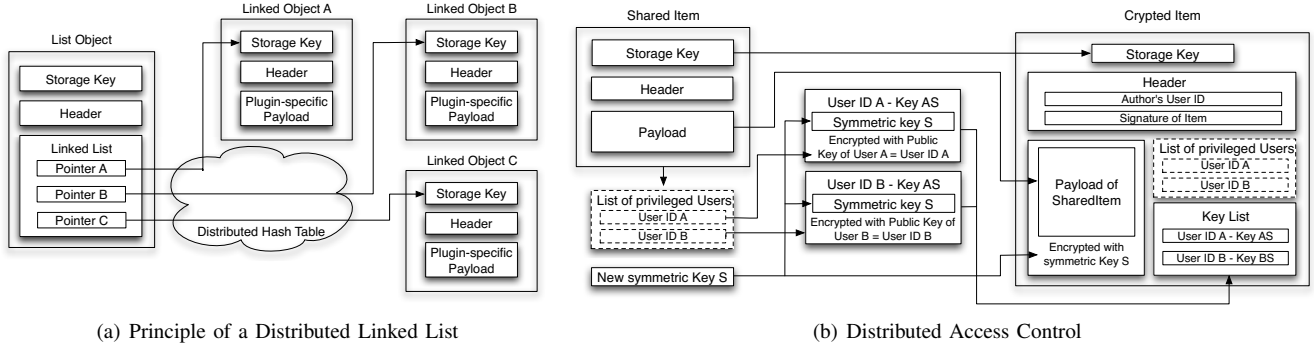 List Object
Storage Key
Header
Linked List
Pointer A
Pointer B
Pointer C
Linked Object A
Storage Key
Header
Plugin-specific
Payload
Distributed Hash Table
Linked Object B
Storage Key
Header
Plugin-specific
Payload
Linked Object C
Storage Key
Header
Plugin-specific
Payload
(a) Principle of a Distributed Linked List
Shared Item
Storage Key
Header
Payload
List of privileged Users
User ID A
User ID B
New symmetric Key S
User ID A - Key AS
Symmetric key S
Encrypted with Public
Key of User A = User ID A
User ID B - Key AS
Symmetric key S
Encrypted with Public Key of
User B = User ID B
Crypted Item
Storage Key
Header
Author's User ID
Signature of Item
Payload of
SharedItem
Encrypted with
symmetric Key S
List of privileged Users
User ID A
User ID B
Key List
User ID A - Key AS
User ID B - Key BS
(b) Distributed Access Control